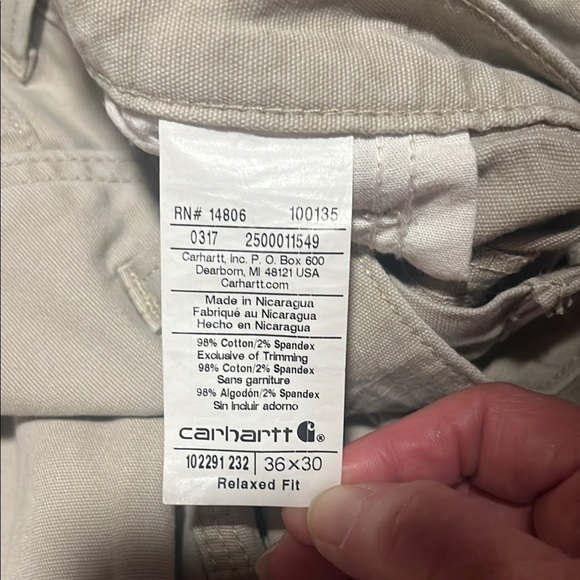 RN# 14806 100135
0317 2500011549
Carhartt, Inc. P. O. Box 600
Dearborn, MI 48121 USA
Carhartt.com
Made in Nicaragua
Fabriqué au Nicaragua
Hecho en Nicaragua
98% Cotton/2% Spandex
Exclusive of Trimming
98% Coton/2% Spandex
Sans garniture
98% Algodón/2% Spandex
Sin incluir adorno
carhartt ®
102291 232 | 36×30
Relaxed Fit